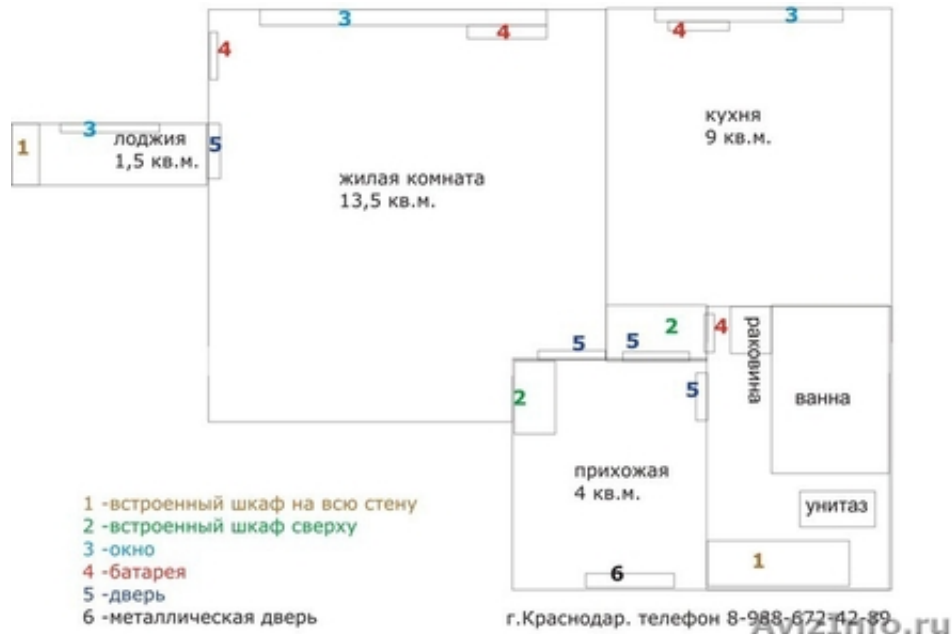 3
3
4
4
4
кухня
9 кв.м.
3
1
лоджия
1,5 кв.м.
5
жилая комната
13,5 кв.м.
2
4
5
5
раковина
2
5
ванна
прихожая
4 кв.м.
унитаз
1
6
1 -встроенный шкаф на всю стену
2 -встроенный шкаф сверху
3 -окно
4 -батарея
5 -дверь
6 -металлическая дверь
г.Краснодар. телефон 8-988-672-42-89
AvizInfo.ru